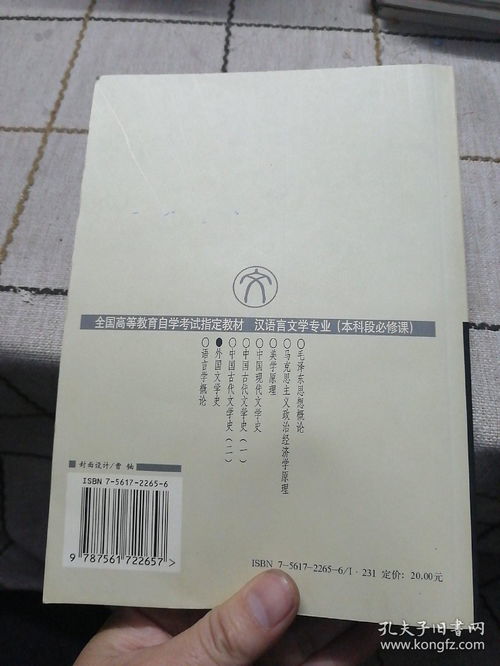 文
全国高等教育自学考试指定教材 汉语言文学专业（本科段必修课）
○毛泽东思想概论
○马克思主义政治经济学原理
○美学原理
○中国现代文学史
○中国古代文学史（一）
○中国古代文学史（二）
●外国文学史
○语言学概论
■封面设计/曹轴
ISBN 7-5617-2265-6
9 787561 722657>
ISBN 7-5617-2265-6/I·231 定价：20.00元
孔夫子旧书网
www.kongfz.com